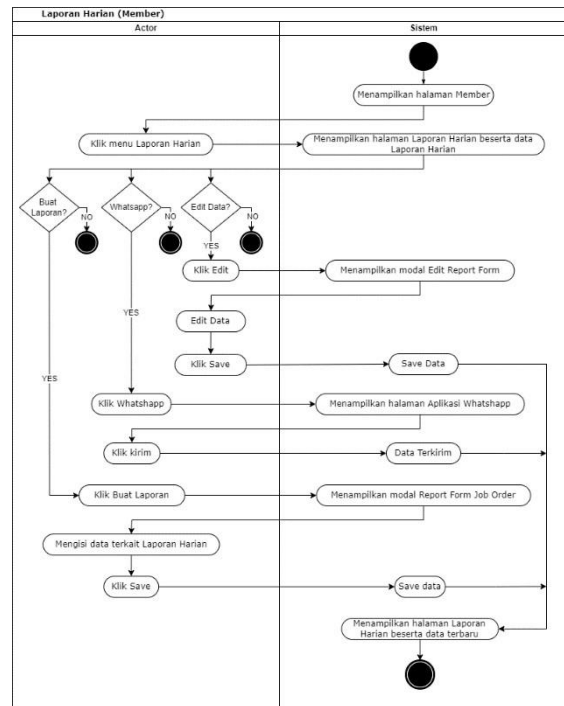 Laporan Harian (Member)
Actor
Sistem
Menampilkan halaman Member
Klik menu Laporan Harian
Menampilkan halaman Laporan Harian beserta data
Laporan Harian
Buat
Laporan?
NO
Whatsapp?
NO
Edit Data?
NO
YES
Klik Edit
Menampilkan modal Edit Report Form
YES
Edit Data
Klik Save
Save Data
YES
Klik Whatshapp
Menampilkan halaman Aplikasi Whatshapp
Klik kirim
Data Terkirim
Klik Buat Laporan
Menampilkan modal Report Form Job Order
Mengisi data terkait Laporan Harian
Klik Save
Save data
Menampilkan halaman Laporan
Harian beserta data terbaru